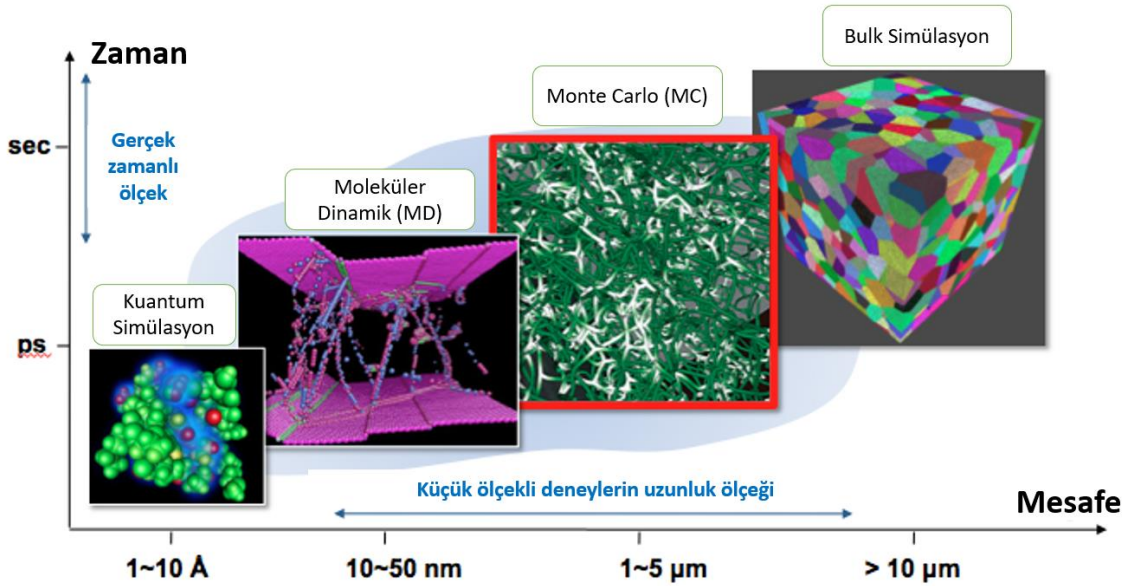 Zaman
Bulk Simülasyon
Monte Carlo (MC)
sec
Gerçek
zamanlı
ölçek
Moleküler
Dinamik (MD)
Kuantum
Simülasyon
ps
Küçük ölçekli deneylerin uzunluk ölçeği
Mesafe
1~10 Å
10~50 nm
1~5 µm
> 10 µm